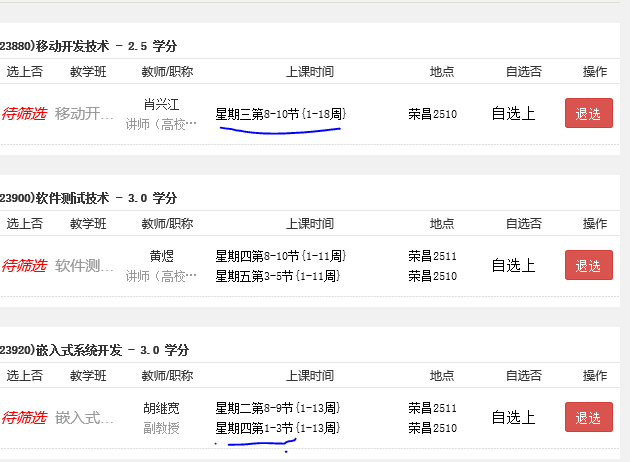 23880)移动开发技术 - 2.5 学分
选上否 教学班 教师/职称 上课时间 地点 自选否 操作
待筛选 移动开... 肖兴江 星期三第8-10节{1-18周} 荣昌2510 自选上 退选
讲师（高校…
23900)软件测试技术 - 3.0 学分
选上否 教学班 教师/职称 上课时间 地点 自选否 操作
待筛选 软件测... 黄煜 星期四第8-10节{1-11周} 荣昌2511 自选上 退选
讲师（高校… 星期五第3-5节{1-11周} 荣昌2510
23920)嵌入式系统开发 - 3.0 学分
选上否 教学班 教师/职称 上课时间 地点 自选否 操作
待筛选 嵌入式... 胡继宽 星期二第8-9节{1-13周} 荣昌2511 自选上 退选
副教授 星期四第1-3节{1-13周} 荣昌2510